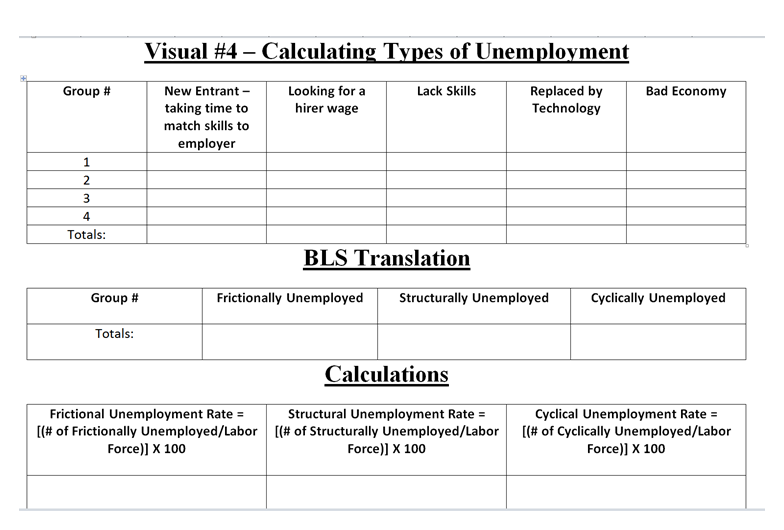 Visual #4 – Calculating Types of Unemployment
Group # New Entrant – Looking for a Lack Skills Replaced by Bad Economy
taking time to hirer wage Technology
match skills to
employer
1
2
3
4
Totals:
BLS Translation
Group # Frictionally Unemployed Structurally Unemployed Cyclically Unemployed
Totals:
Calculations
Frictional Unemployment Rate = Structural Unemployment Rate = Cyclical Unemployment Rate =
[(# of Frictionally Unemployed/Labor [(# of Structurally Unemployed/Labor [(# of Cyclically Unemployed/Labor
Force)] X 100 Force)] X 100 Force)] X 100